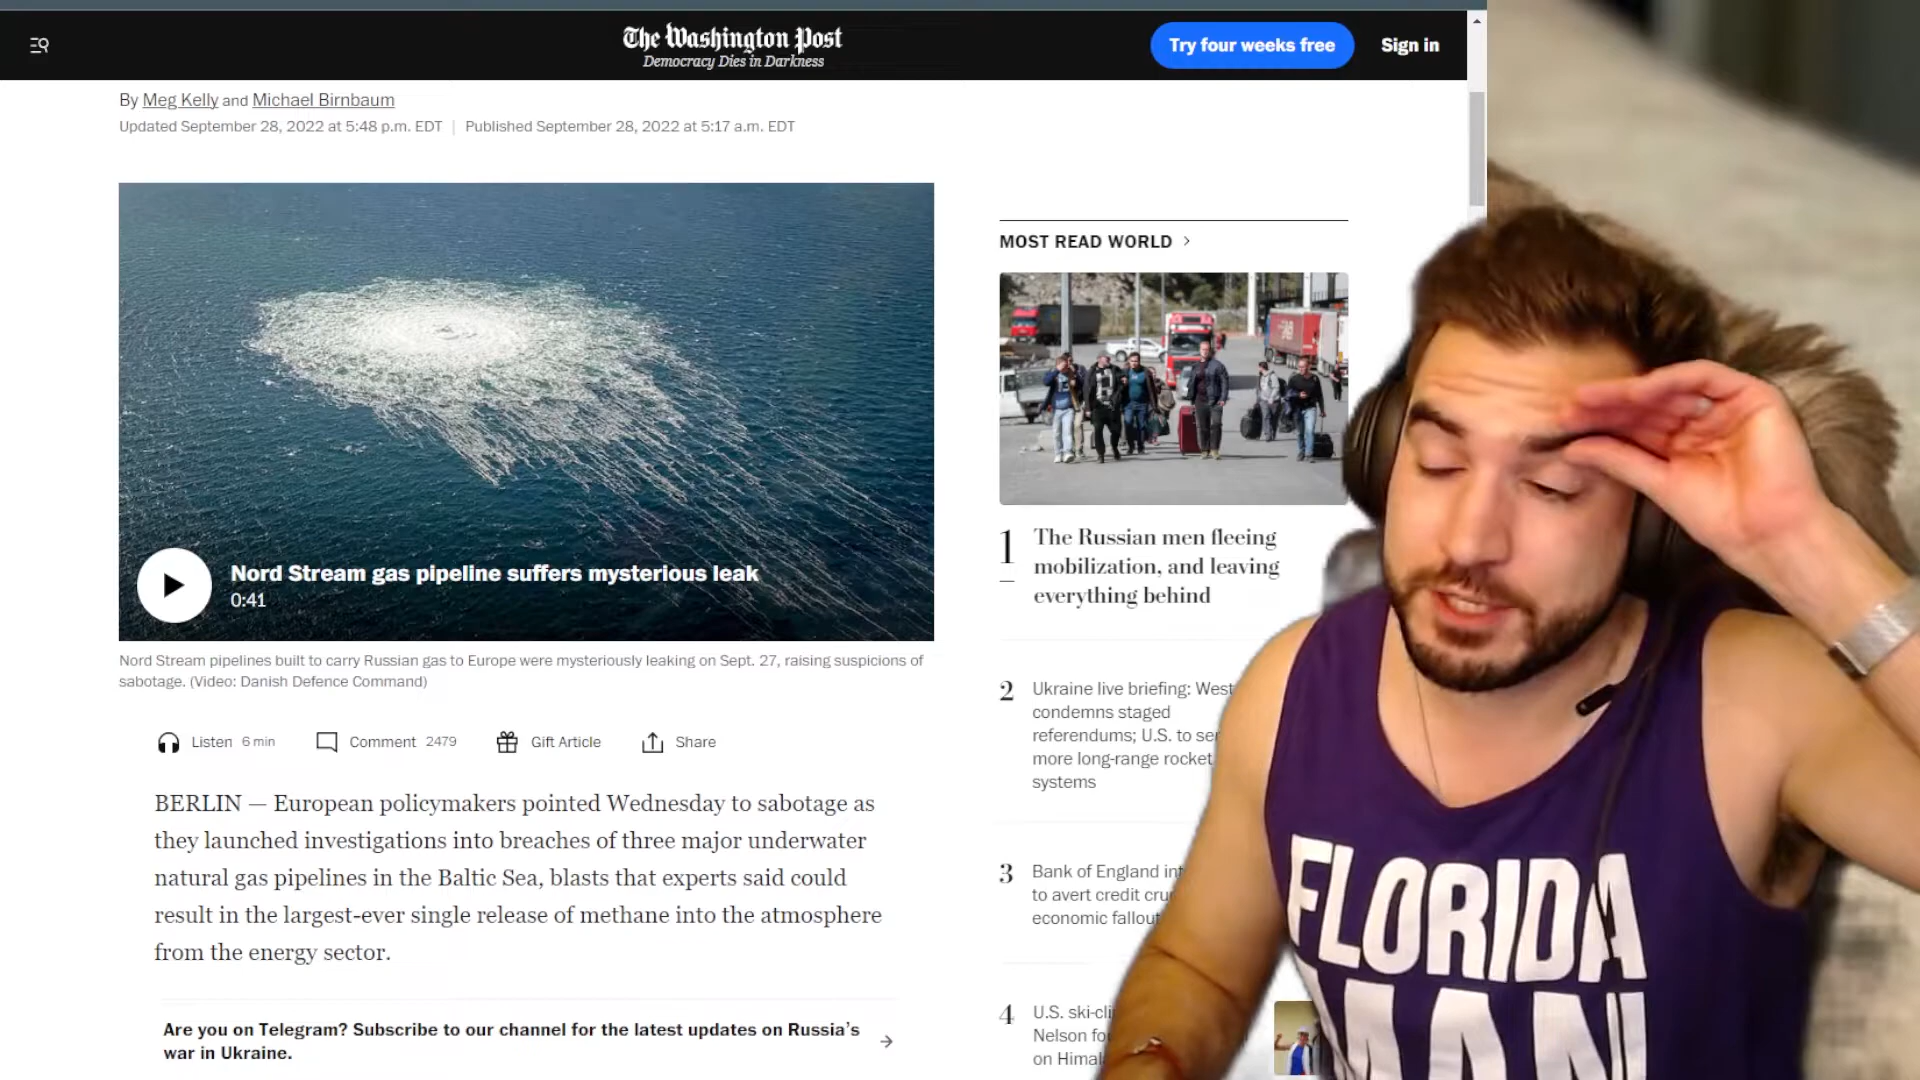 The Washington Post
Democracy Dies in Darkness
Try four weeks free
Sign in
By Meg Kelly and Michael Birnbaum
Updated September 28, 2022 at 5:48 p.m. EDT | Published September 28, 2022 at 5:17 a.m. EDT
Nord Stream gas pipeline suffers mysterious leak
0:41
Nord Stream pipelines built to carry Russian gas to Europe were mysteriously leaking on Sept. 27, raising suspicions of
sabotage. (Video: Danish Defence Command)
Listen 6 min
Comment 2479
Gift Article
Share
BERLIN — European policymakers pointed Wednesday to sabotage as
they launched investigations into breaches of three major underwater
natural gas pipelines in the Baltic Sea, blasts that experts said could
result in the largest-ever single release of methane into the atmosphere
from the energy sector.
Are you on Telegram? Subscribe to our channel for the latest updates on Russia's
war in Ukraine.
MOST READ WORLD
1
The Russian men fleeing
mobilization, and leaving
everything behind
2
Ukraine live briefing: West
condemns staged
referendums; U.S. to
more long-range rocket
systems
3
Bank of England
to avert credit
economic
4
U.S.
Nelson
on
FLORIDA
MAN